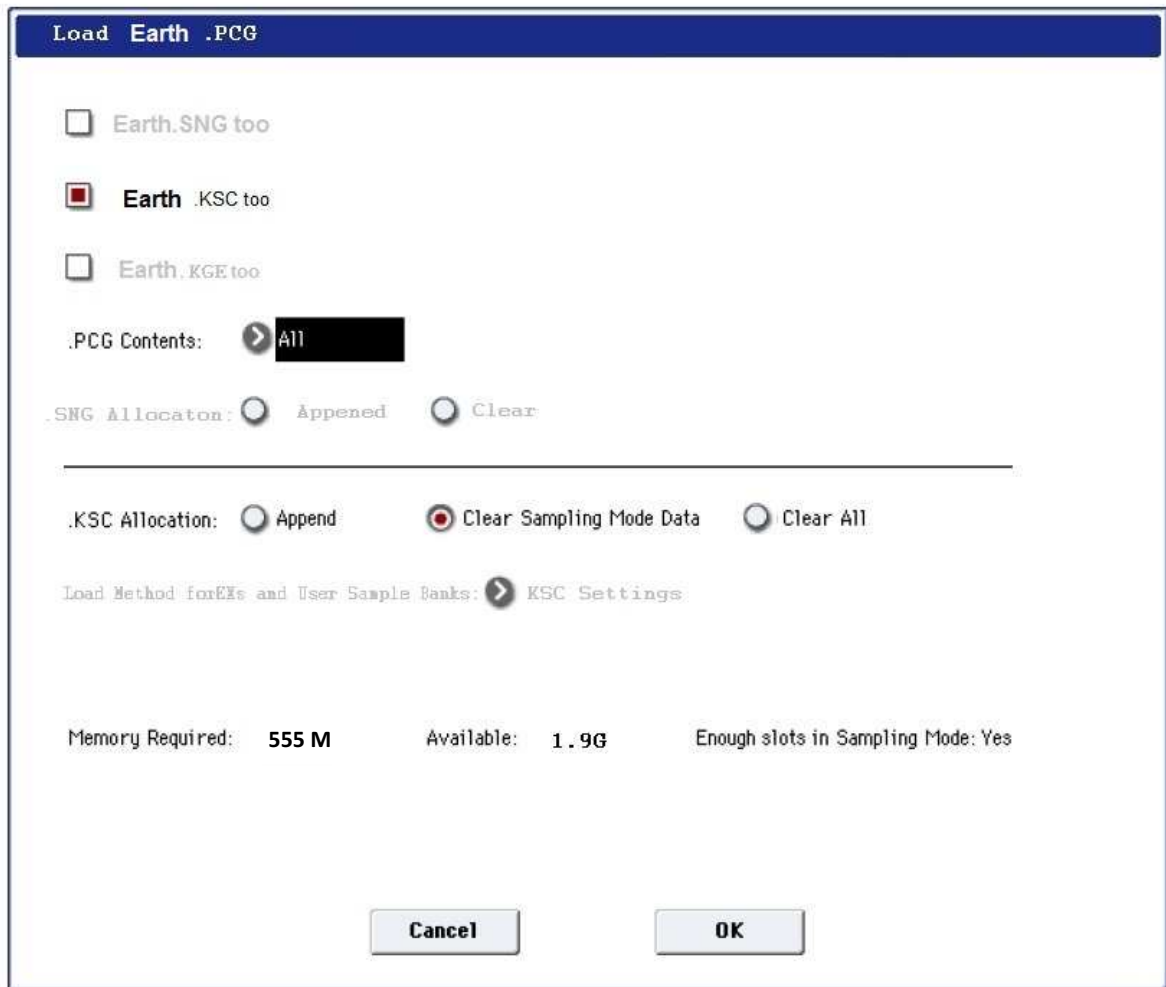 Load Earth .PCG
Earth.SNG too
Earth .KSC too
Earth. KGE too
.PCG Contents: All
.SNG Allocaton: Appened Clear
.KSC Allocation: Append Clear Sampling Mode Data Clear All
Load Method forEXs and User Sample Banks: KSC Settings
Memory Required: 555 M Available: 1.9G Enough slots in Sampling Mode: Yes
Cancel OK